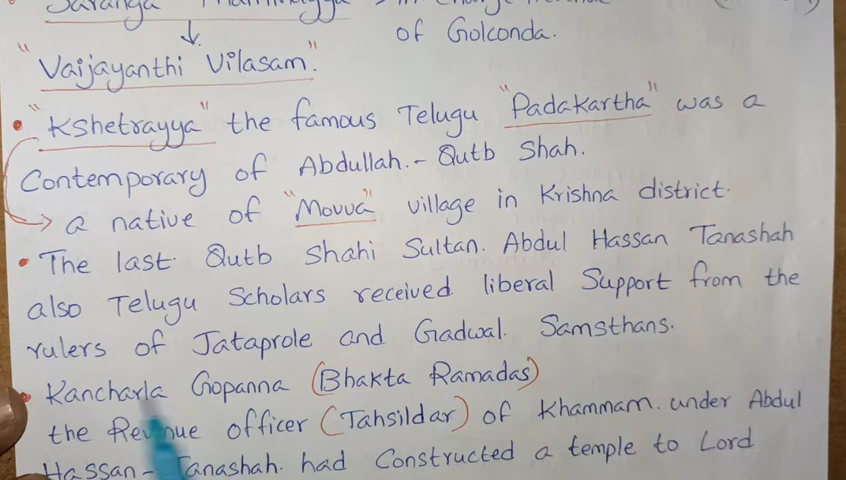 Saranga
of Golconda.
"Vaijayanthi Vilasam."
• "Kshetrayya" the famous Telugu "Padakartha" was a
Contemporary of Abdullah.- Qutb Shah.
→ a native of "Movva" village in Krishna district.
• The last Qutb Shahi Sultan. Abdul Hassan Tanashah
also Telugu Scholars received liberal Support from the
rulers of Jataprole and Gadwal. Samsthans.
• Kancharla Gopanna (Bhakta Ramadas)
the Revenue officer (Tahsildar) of Khammam. under Abdul
Hassan - Tanashah. had Constructed a temple to Lord